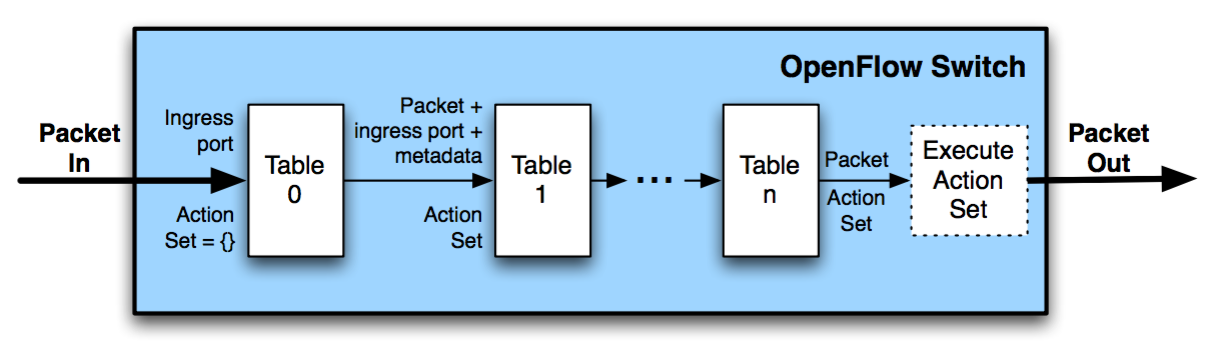 OpenFlow Switch
Packet
In
Ingress
port
Action
Set = {}
Table
0
Packet +
ingress port +
metadata
Action
Set
Table
1
...
Table
n
Packet
Action
Set
Execute
Action
Set
Packet
Out